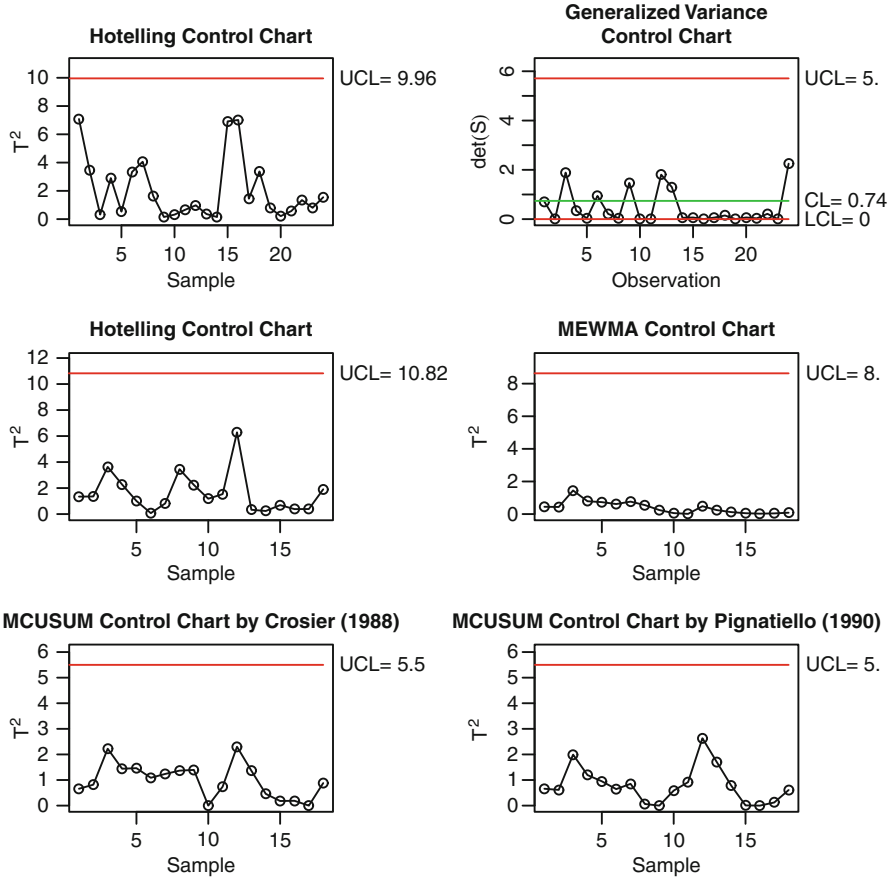 Hotelling Control Chart
10
8
6
4
2
0
T2
UCL= 9.96
5 10 15 20
Sample
Generalized Variance
Control Chart
6
4
2
0
det(S)
UCL= 5.
CL= 0.74
LCL= 0
5 10 15 20
Observation
Hotelling Control Chart
12
10
8
6
4
2
0
T2
UCL= 10.82
5 10 15
Sample
MEWMA Control Chart
8
6
4
2
0
T2
UCL= 8.
5 10 15
Sample
MCUSUM Control Chart by Crosier (1988)
6
5
4
3
2
1
0
T2
UCL= 5.5
5 10 15
Sample
MCUSUM Control Chart by Pignatiello (1990)
6
5
4
3
2
1
0
T2
UCL= 5.
5 10 15
Sample